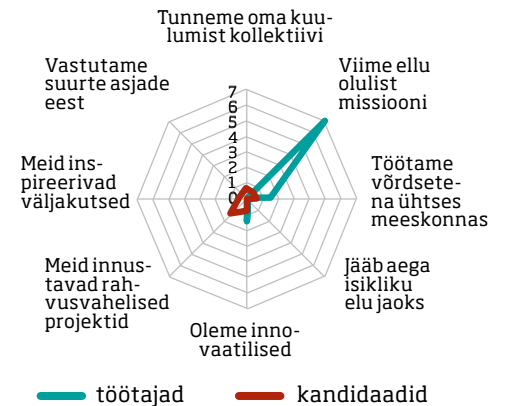 Tunneme oma kuu-
lumist kollektiivi
Viime ellu
olulist
missiooni
Töötame
võrdsete-
na ühtses
meeskonnas
Jääb aega
isikliku
elu jaoks
Oleme inno-
vaatilised
Meid innus-
tavad rah-
vusvahelised
projektid
Meid ins-
pireerivad
väljakutsed
Vastutame
suurte asjade
eest
7
6
5
4
3
2
1
0
töötajad
kandidaadid